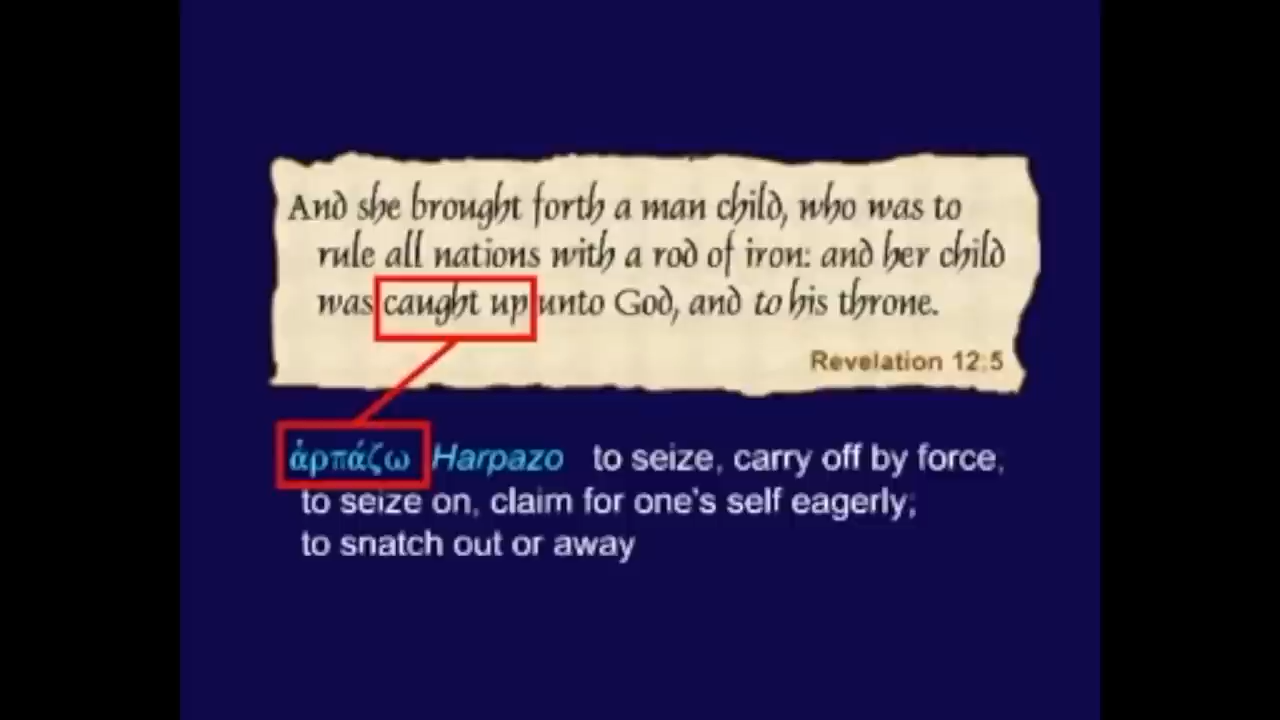 And she brought forth a man child, who was to
rule all nations with a rod of iron: and her child
was caught up unto God, and to his throne.
Revelation 12:5
ἁρπάζω Harpazo to seize, carry off by force;
to seize on, claim for one's self eagerly;
to snatch out or away